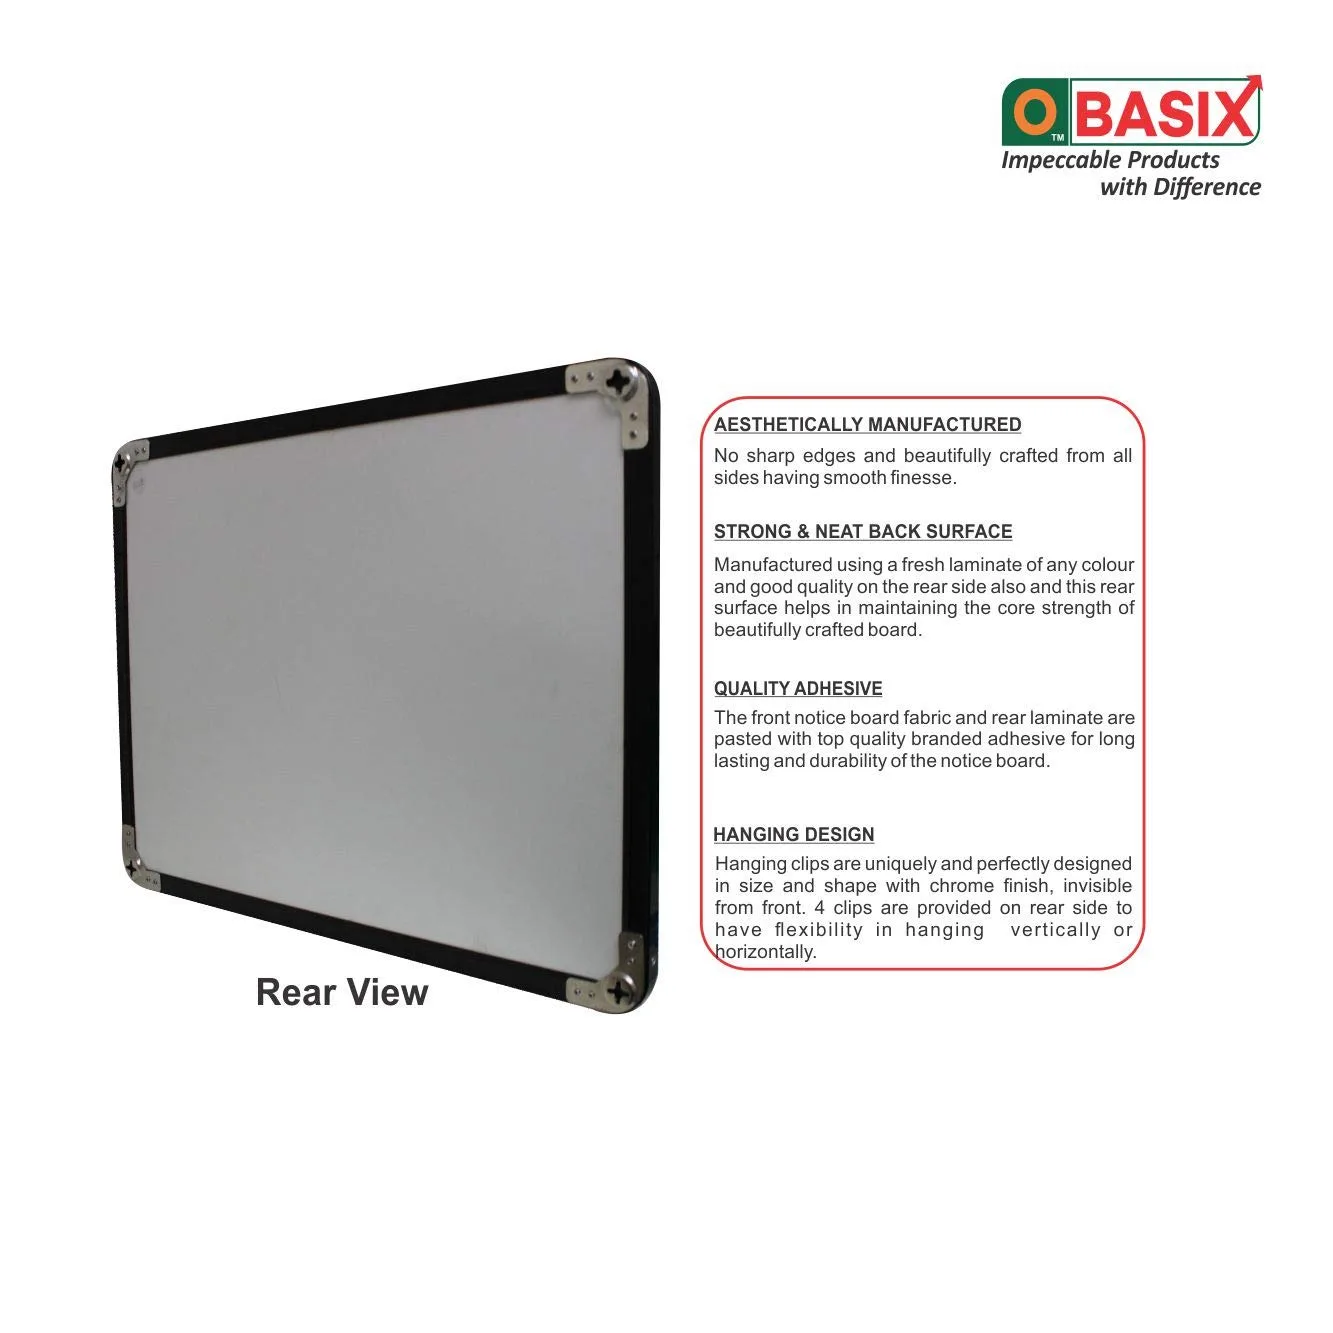 O BASIX
TM
Impeccable Products
with Difference
AESTHETICALLY MANUFACTURED
No sharp edges and beautifully crafted from all
sides having smooth finesse.
STRONG & NEAT BACK SURFACE
Manufactured using a fresh laminate of any colour
and good quality on the rear side also and this rear
surface helps in maintaining the core strength of
beautifully crafted board.
QUALITY ADHESIVE
The front notice board fabric and rear laminate are
pasted with top quality branded adhesive for long
lasting and durability of the notice board.
HANGING DESIGN
Hanging clips are uniquely and perfectly designed
in size and shape with chrome finish, invisible
from front. 4 clips are provided on rear side to
have flexibility in hanging vertically or
horizontally.
Rear View